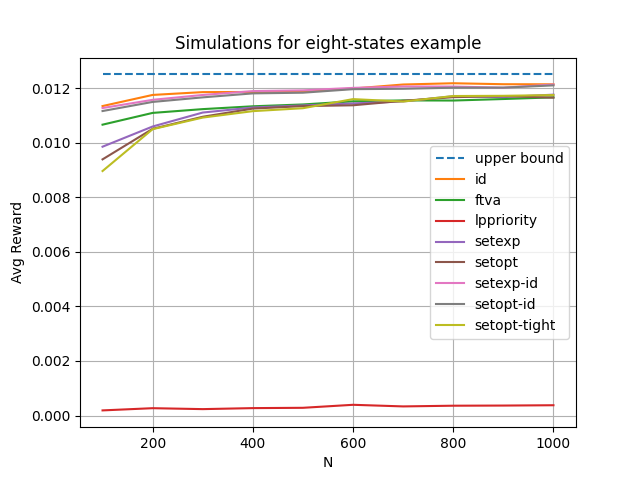 Simulations for eight-states example
0.012
0.010
0.008
0.006
0.004
0.002
0.000
Avg Reward
upper bound
id
ftva
lppriority
setexp
setopt
setexp-id
setopt-id
setopt-tight
200
400
600
800
1000
N